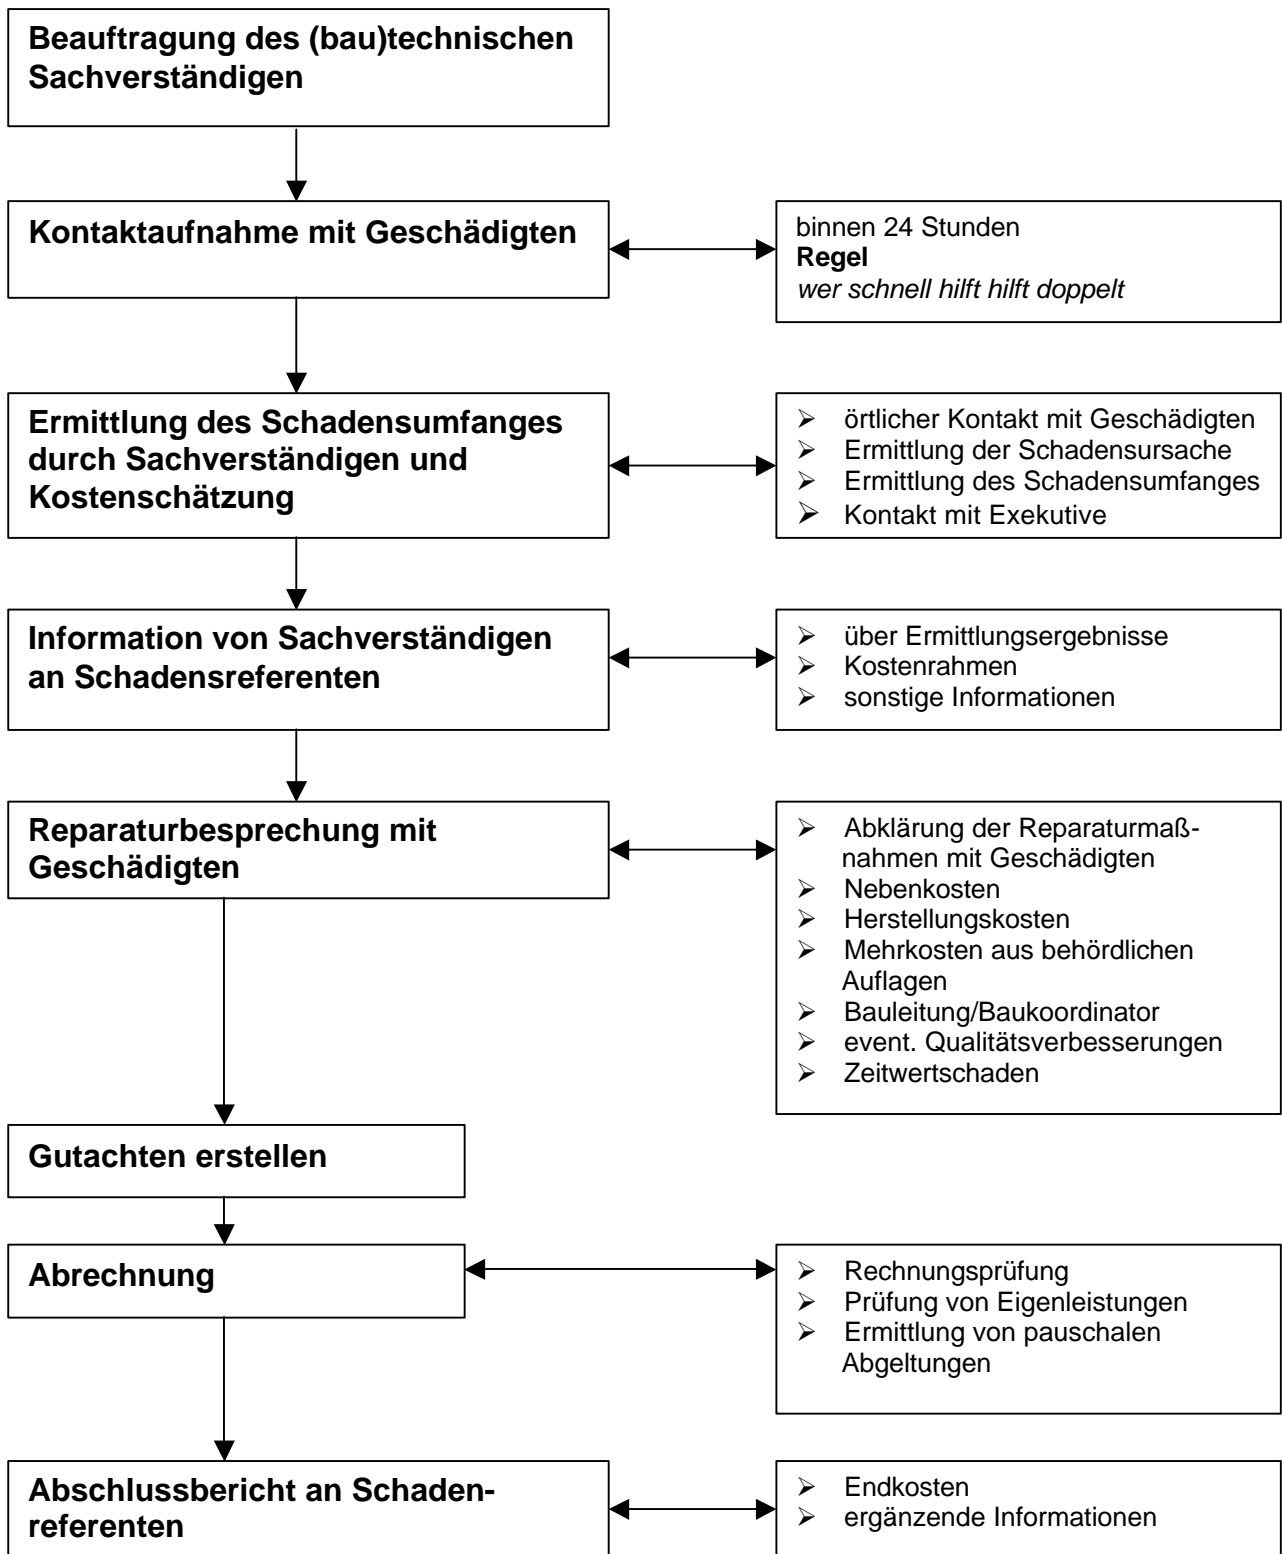 Beauftragung des (bau)technischen
Sachverständigen
Kontaktaufnahme mit Geschädigten
binnen 24 Stunden
Regel
wer schnell hilft hilft doppelt
Ermittlung des Schadensumfanges
durch Sachverständigen und
Kostenschätzung
➢ örtlicher Kontakt mit Geschädigten
➢ Ermittlung der Schadensursache
➢ Ermittlung des Schadensumfanges
➢ Kontakt mit Exekutive
Information von Sachverständigen
an Schadensreferenten
➢ über Ermittlungsergebnisse
➢ Kostenrahmen
➢ sonstige Informationen
Reparaturbesprechung mit
Geschädigten
➢ Abklärung der Reparaturmaß-
nahmen mit Geschädigten
➢ Nebenkosten
➢ Herstellungskosten
➢ Mehrkosten aus behördlichen
Auflagen
➢ Bauleitung/Baukoordinator
➢ event. Qualitätsverbesserungen
➢ Zeitwertschaden
Gutachten erstellen
Abrechnung
➢ Rechnungsprüfung
➢ Prüfung von Eigenleistungen
➢ Ermittlung von pauschalen
Abgeltungen
Abschlussbericht an Schaden-
referenten
➢ Endkosten
➢ ergänzende Informationen